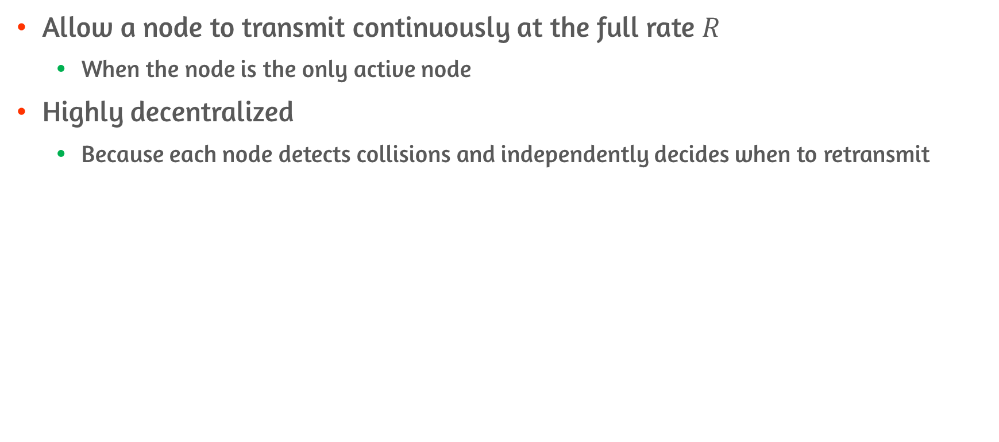 • Allow a node to transmit continuously at the full rate R
• When the node is the only active node
• Highly decentralized
• Because each node detects collisions and independently decides when to retransmit